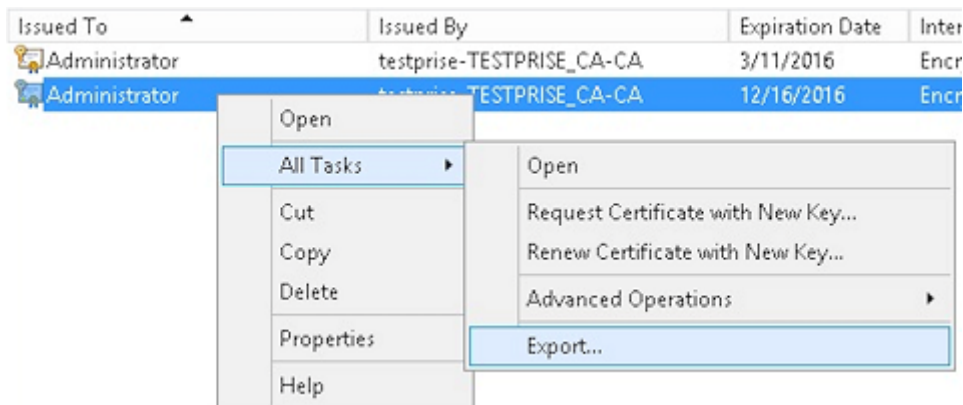 Issued To Issued By Expiration Date Inter
Administrator testprise-TESTPRISE_CA-CA 3/11/2016 Encr
Administrator testprise-TESTPRISE_CA-CA 12/16/2016 Encr
Open
All Tasks Open
Cut Request Certificate with New Key...
Copy Renew Certificate with New Key...
Delete Advanced Operations
Properties Export...
Help